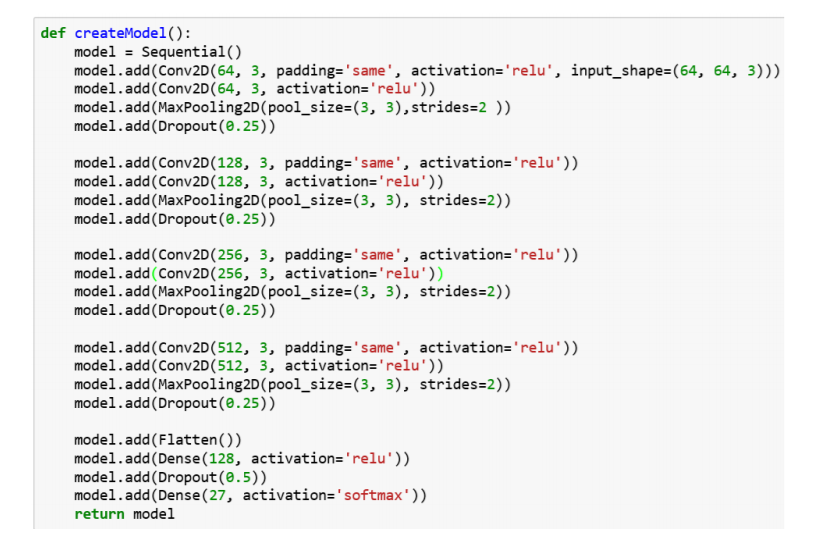 def createModel():
    model = Sequential()
    model.add(Conv2D(64, 3, padding='same', activation='relu', input_shape=(64, 64, 3)))
    model.add(Conv2D(64, 3, activation='relu'))
    model.add(MaxPooling2D(pool_size=(3, 3),strides=2 ))
    model.add(Dropout(0.25))

    model.add(Conv2D(128, 3, padding='same', activation='relu'))
    model.add(Conv2D(128, 3, activation='relu'))
    model.add(MaxPooling2D(pool_size=(3, 3), strides=2))
    model.add(Dropout(0.25))

    model.add(Conv2D(256, 3, padding='same', activation='relu'))
    model.add(Conv2D(256, 3, activation='relu'))
    model.add(MaxPooling2D(pool_size=(3, 3), strides=2))
    model.add(Dropout(0.25))

    model.add(Conv2D(512, 3, padding='same', activation='relu'))
    model.add(Conv2D(512, 3, activation='relu'))
    model.add(MaxPooling2D(pool_size=(3, 3), strides=2))
    model.add(Dropout(0.25))

    model.add(Flatten())
    model.add(Dense(128, activation='relu'))
    model.add(Dropout(0.5))
    model.add(Dense(27, activation='softmax'))
    return model